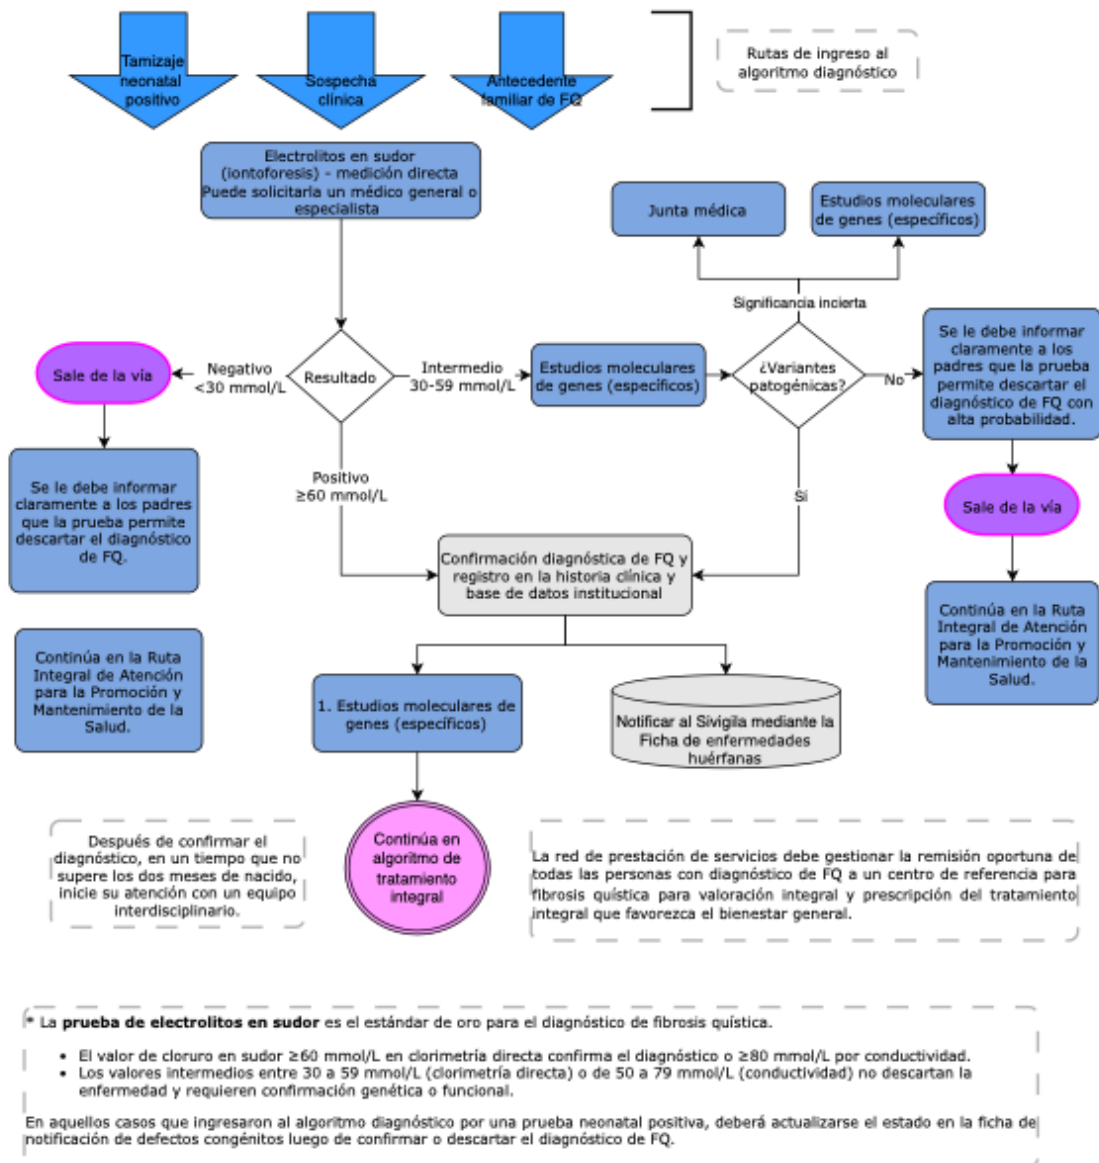 Tamizaje
neonatal
positivo
Sospecha
clínica
Antecedente
familiar de FQ
Rutas de ingreso al
algoritmo diagnóstico
Electrolitos en sudor
(iontoforesis) - medición directa
Puede solicitarla un médico general o
especialista
Junta médica
Estudios moleculares
de genes (específicos)
Significancia incierta
Sale de la vía
Negativo
<30 mmol/L
Resultado
Intermedio
30-59 mmol/L
Estudios moleculares
de genes (específicos)
¿Variantes
patogénicas?
No
Se le debe informar
claramente a los
padres que la prueba
permite descartar el
diagnóstico de FQ con
alta probabilidad.
Se le debe informar
claramente a los padres
que la prueba permite
descartar el diagnóstico
de FQ.
Positivo
≥60 mmol/L
Sí
Sale de la vía
Confirmación diagnóstica de FQ y
registro en la historia clínica y
base de datos institucional
Continúa en la Ruta
Integral de Atención
para la Promoción y
Mantenimiento de la
Salud.
Continúa en la Ruta
Integral de Atención
para la Promoción y
Mantenimiento de la
Salud.
1. Estudios moleculares de
genes (específicos)
Notificar al Sivigila mediante la
Ficha de enfermedades
huérfanas
Después de confirmar el
diagnóstico, en un tiempo que no
supere los dos meses de nacido,
inicie su atención con un equipo
interdisciplinario.
Continúa en
algoritmo de
tratamiento
integral
La red de prestación de servicios debe gestionar la remisión oportuna de
todas las personas con diagnóstico de FQ a un centro de referencia para
fibrosis quística para valoración integral y prescripción del tratamiento
integral que favorezca el bienestar general.
* La prueba de electrolitos en sudor es el estándar de oro para el diagnóstico de fibrosis quística.
• El valor de cloruro en sudor ≥60 mmol/L en clorimetría directa confirma el diagnóstico o ≥80 mmol/L por conductividad.
• Los valores intermedios entre 30 a 59 mmol/L (clorimetría directa) o de 50 a 79 mmol/L (conductividad) no descartan la
enfermedad y requieren confirmación genética o funcional.
En aquellos casos que ingresaron al algoritmo diagnóstico por una prueba neonatal positiva, deberá actualizarse el estado en la ficha de
notificación de defectos congénitos luego de confirmar o descartar el diagnóstico de FQ.